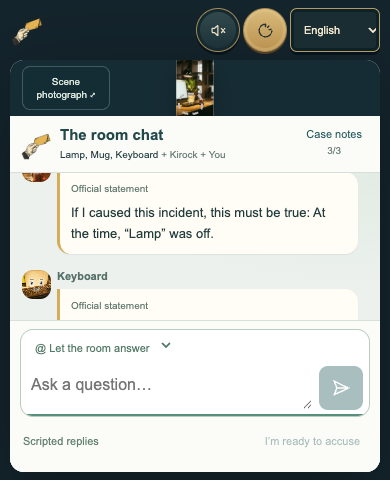 English
Scene
photograph ⤢
The room chat
Case notes
Lamp, Mug, Keyboard + Kirock + You
3/3
Official statement
If I caused this incident, this must be true: At
the time, “Lamp” was off.
Keyboard
Official statement
@ Let the room answer
Ask a question…
Scripted replies
I'm ready to accuse